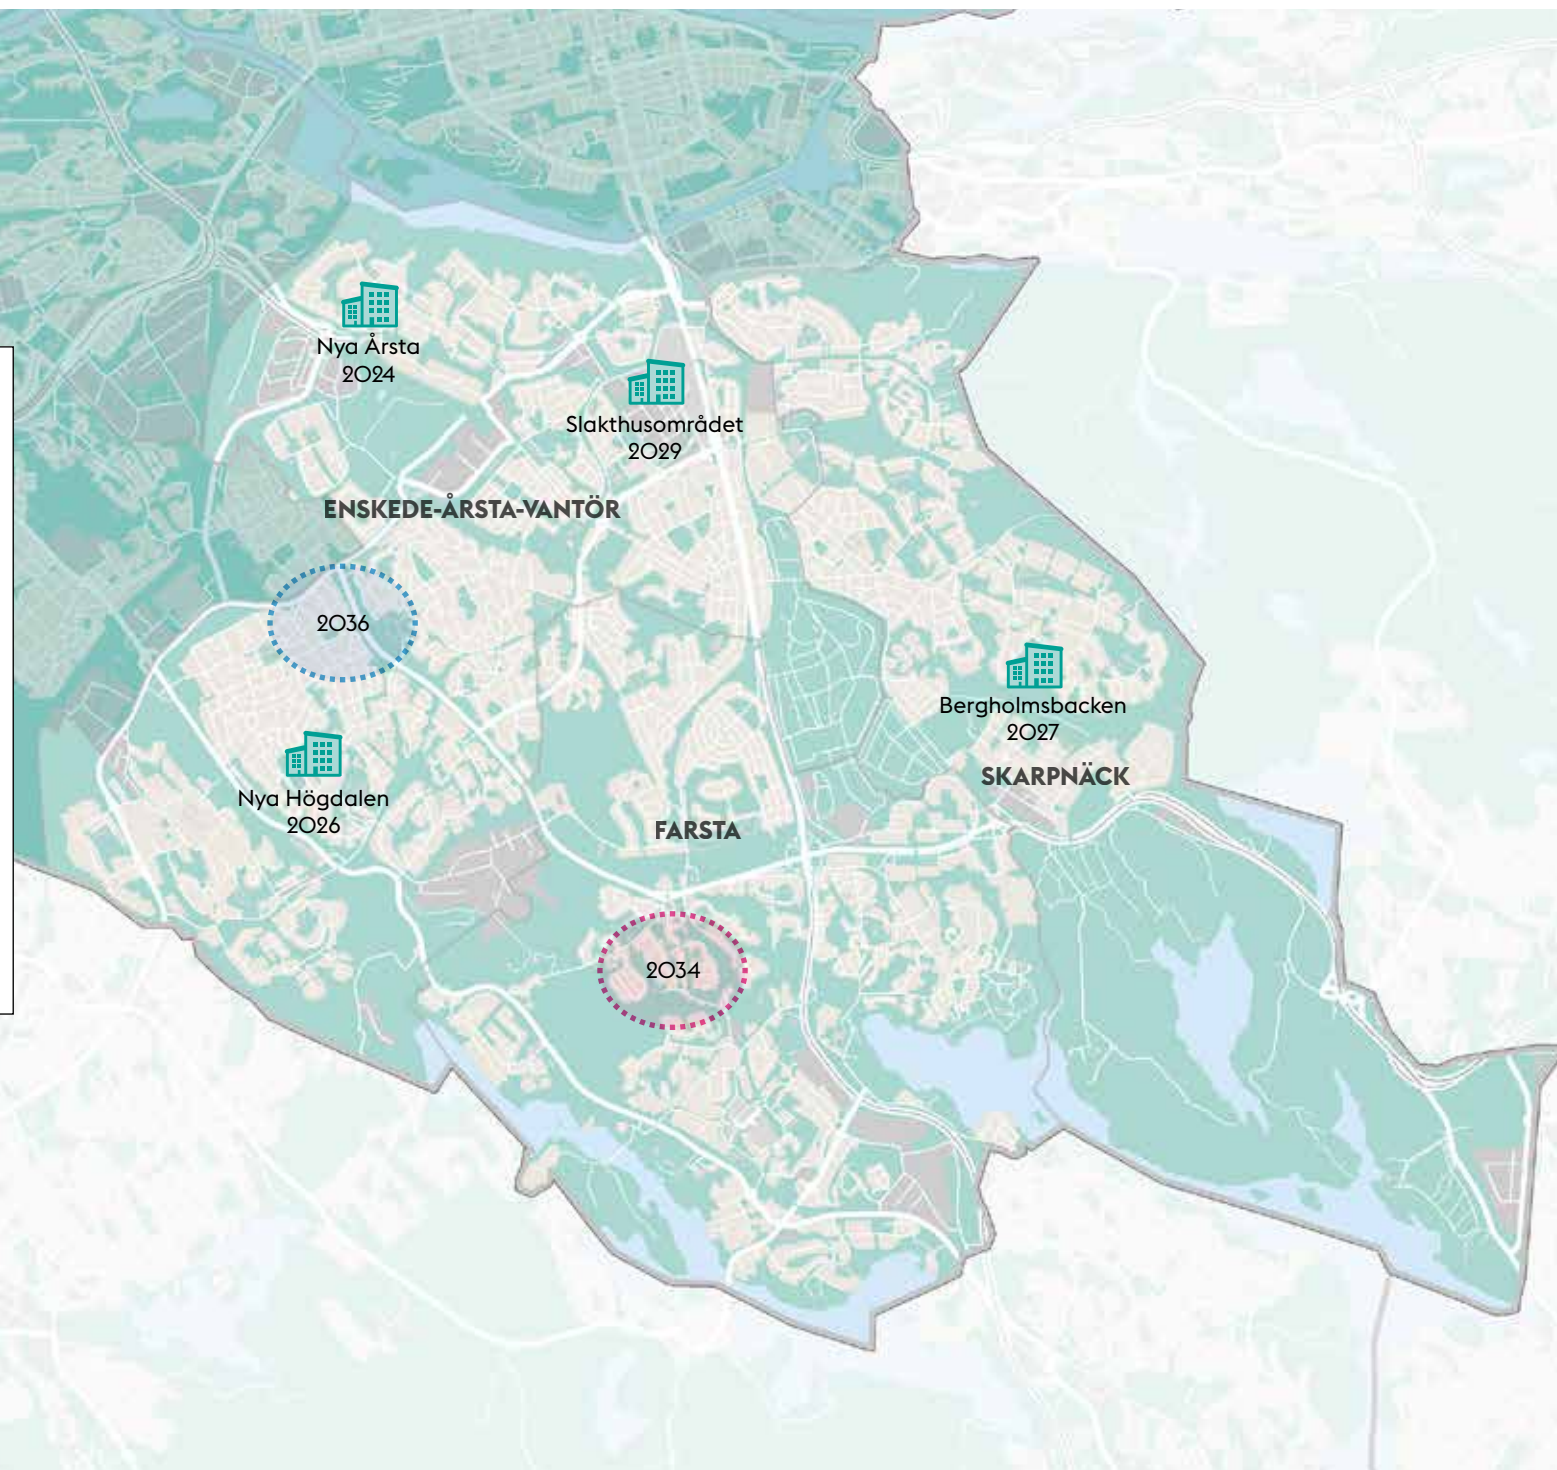 Nya Årsta
2024
Slakthusområdet
2029
ENSKEDE-ÅRSTA-VANTÖR
2036
Bergholmsbacken
2027
SKARPNÄCK
Nya Högdalen
2026
FARSTA
2034